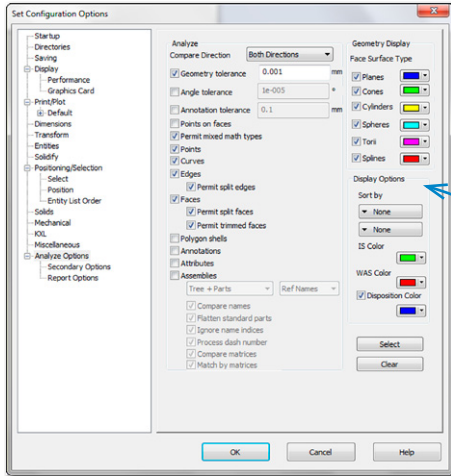 Set Configuration Options
Startup
Directories
Saving
Display
Performance
Graphics Card
Print/Plot
Default
Dimensions
Transform
Entities
Solidify
Positioning/Selection
Select
Position
Entity List Order
Solids
Mechanical
KXL
Miscellaneous
Analyze Options
Secondary Options
Report Options
Analyze
Compare Direction Both Directions
Geometry tolerance 0.001 mm
Angle tolerance 1e-005 °
Annotation tolerance 0.1 mm
Points on faces
Permit mixed math types
Points
Curves
Edges
Permit split edges
Faces
Permit split faces
Permit trimmed faces
Polygon shells
Annotations
Attributes
Assemblies
Tree + Parts Ref Names
Compare names
Flatten standard parts
Ignore name indices
Process dash number
Compare matrices
Match by matrices
Geometry Display
Face Surface Type
Planes
Cones
Cylinders
Spheres
Torii
Splines
Display Options
Sort by
None
None
IS Color
WAS Color
Disposition Color
Select
Clear
OK Cancel Help